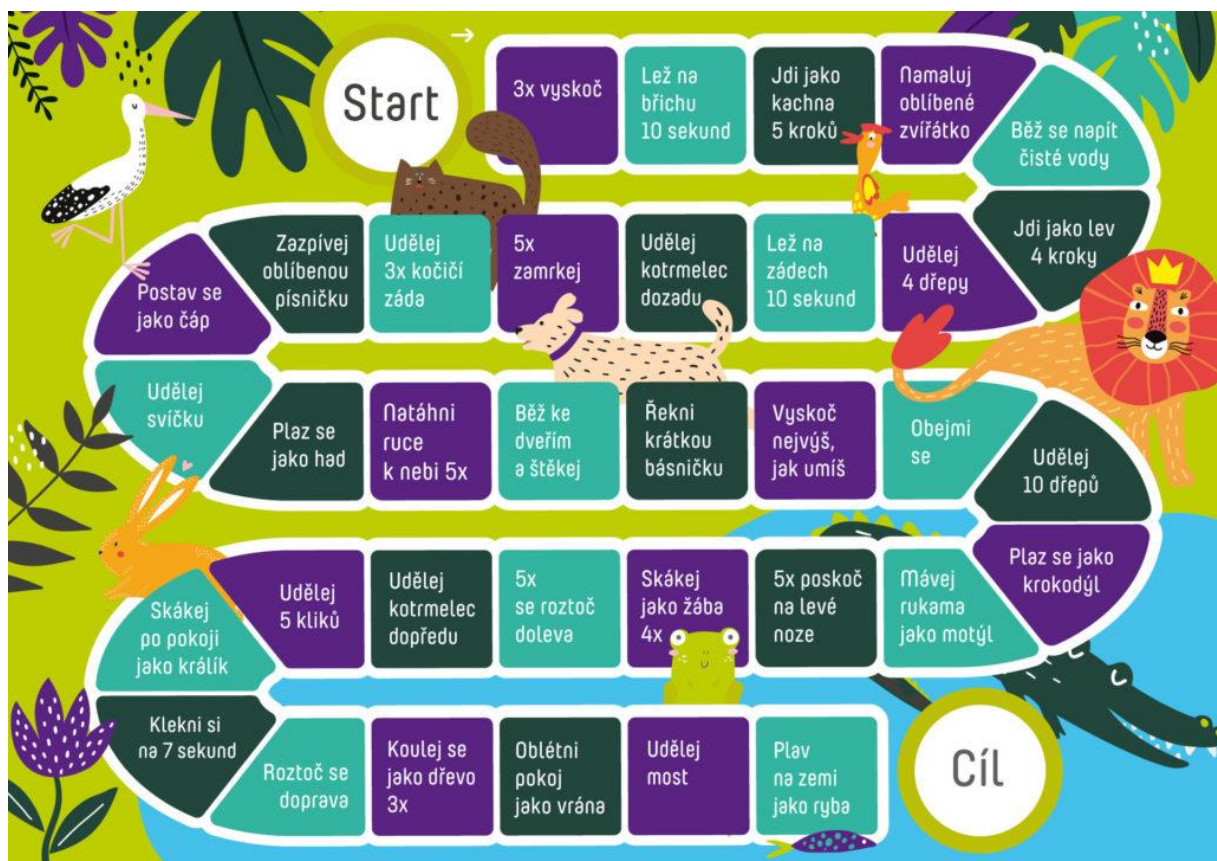 Start
3x vyskoč
Lež na
břichu
10 sekund
Jdi jako
kachna
5 kroků
Namaluj
oblíbené
zvířátko
Běž se napít
čisté vody
Jdi jako lev
4 kroky
Udělej
4 dřepy
Lež na
zádech
10 sekund
Udělej
kotrmelec
dozadu
5x
zamrkej
Udělej
3x kočičí
záda
Zazpívej
oblíbenou
písničku
Postav se
jako čáp
Udělej
svíčku
Plaz se
jako had
Natáhni
ruce
k nebi 5x
Běž ke
dveřím
a štěkej
Řekni
krátkou
básničku
Vyskoč
nejvýš,
jak umíš
Obejmi
se
Udělej
10 dřepů
Plaz se jako
krokodýl
Mávej
rukama
jako motýl
5x poskoč
na levé
noze
Skákej
jako žába
4x
5x
se roztoč
doleva
Udělej
kotrmelec
dopředu
Udělej
5 kliků
Skákej
po pokoji
jako králík
Klekni si
na 7 sekund
Roztoč se
doprava
Koulej se
jako dřevo
3x
Oblétni
pokoj
jako vrána
Udělej
most
Plav
na zemi
jako ryba
Cíl